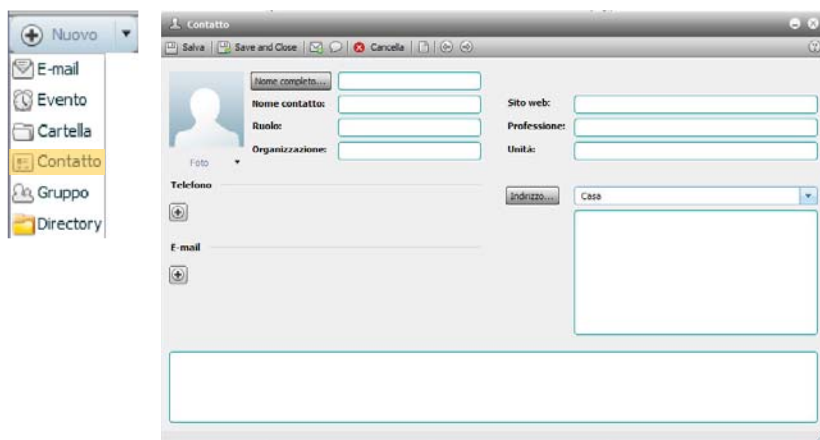 Nuovo
E-mail
Evento
Cartella
Contatto
Gruppo
Directory
Contatto
Salva Save and Close Cancella
Nome completo...
Nome contatto: Sito web:
Ruolo: Professione:
Organizzazione: Unità:
Foto
Telefono
Indirizzo... Casa
E-mail